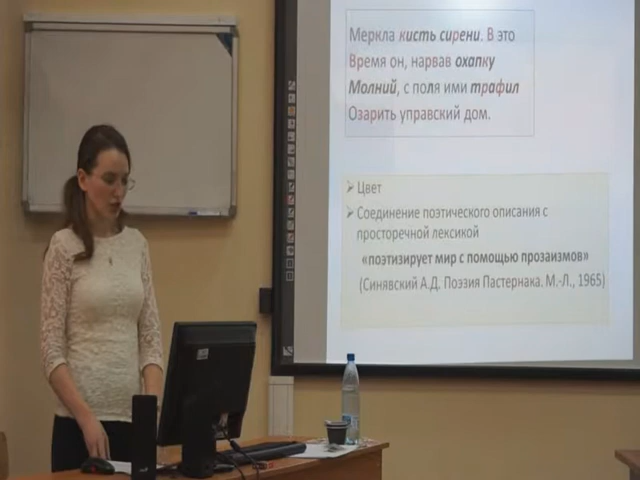 Меркла кисть сирени. В это
Время он, нарвав охапку
Молний, с поля ими трафил
Озарить управский дом.
Цвет
Соединение поэтического описания с
просторечной лексикой
«поэтизирует мир с помощью прозаизмов»
(Синявский А.Д. Поэзия Пастернака. М.-Л., 1965)